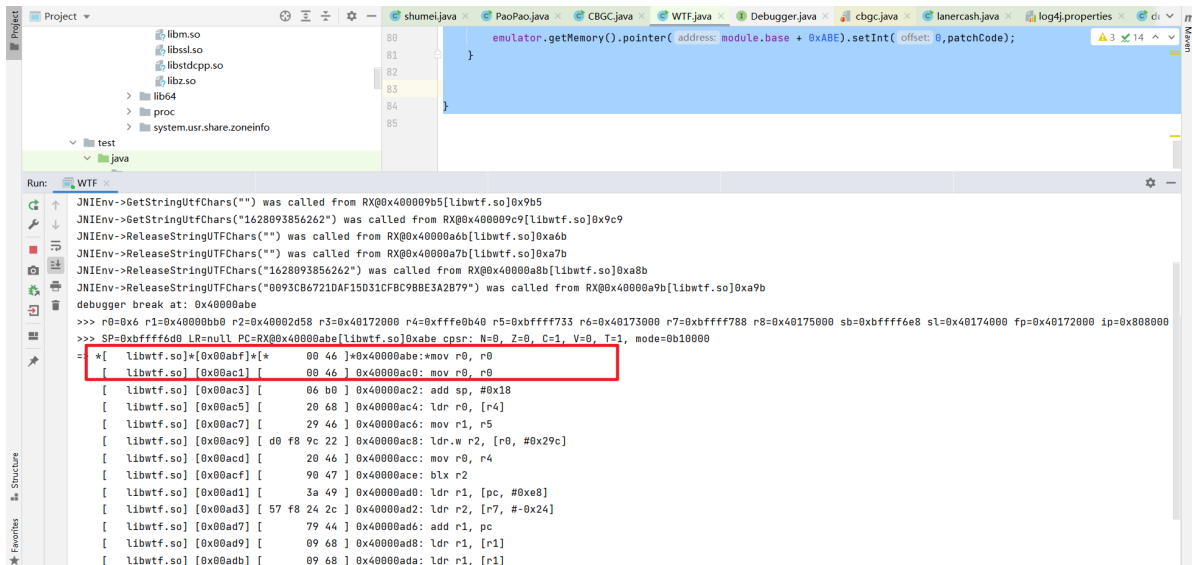 Project
Project
shumei.java
PaoPao.java
CBGC.java
WTF.java
Debugger.java
cbgc.java
lanercash.java
log4j.properties
Maven
libm.so
libssl.so
libstdcpp.so
libz.so
lib64
proc
system.usr.share.zoneinfo
test
java
80 emulator.getMemory().pointer( address: module.base + 0xABE).setInt( offset: 0,patchCode);
3 14
81 }
82
83
84 }
85
Run: WTF
JNIEnv->GetStringUtfChars("") was called from RX@0x400009b5[libwtf.so]0x9b5
JNIEnv->GetStringUtfChars("1628093856262") was called from RX@0x400009c9[libwtf.so]0x9c9
JNIEnv->ReleaseStringUTFChars("") was called from RX@0x40000a6b[libwtf.so]0xa6b
JNIEnv->ReleaseStringUTFChars("") was called from RX@0x40000a7b[libwtf.so]0xa7b
JNIEnv->ReleaseStringUTFChars("1628093856262") was called from RX@0x40000a8b[libwtf.so]0xa8b
JNIEnv->ReleaseStringUTFChars("0093CB6721DAF15D31CFBC9BBE3A2B79") was called from RX@0x40000a9b[libwtf.so]0xa9b
debugger break at: 0x40000abe
>>> r0=0x6 r1=0x40000bb0 r2=0x40002d58 r3=0x40172000 r4=0xfffe0b40 r5=0xbffff733 r6=0x40173000 r7=0xbffff788 r8=0x40175000 sb=0xbffff6e8 sl=0x40174000 fp=0x40172000 ip=0x808000
>>> SP=0xbffff6d0 LR=null PC=RX@0x40000abe[libwtf.so]0xabe cpsr: N=0, Z=0, C=1, V=0, T=1, mode=0b10000
=> *[ libwtf.so]*[0x00abf]*[* 00 46 ]*0x40000abe:*mov r0, r0
[ libwtf.so] [0x00ac1] [ 00 46 ] 0x40000ac0: mov r0, r0
[ libwtf.so] [0x00ac3] [ 06 b0 ] 0x40000ac2: add sp, #0x18
[ libwtf.so] [0x00ac5] [ 20 68 ] 0x40000ac4: ldr r0, [r4]
[ libwtf.so] [0x00ac7] [ 29 46 ] 0x40000ac6: mov r1, r5
[ libwtf.so] [0x00ac9] [ d0 f8 9c 22 ] 0x40000ac8: ldr.w r2, [r0, #0x29c]
[ libwtf.so] [0x00acd] [ 20 46 ] 0x40000acc: mov r0, r4
[ libwtf.so] [0x00acf] [ 90 47 ] 0x40000ace: blx r2
[ libwtf.so] [0x00ad1] [ 3a 49 ] 0x40000ad0: ldr r1, [pc, #0xe8]
[ libwtf.so] [0x00ad3] [ 57 f8 24 2c ] 0x40000ad2: ldr r2, [r7, #-0x24]
[ libwtf.so] [0x00ad7] [ 79 44 ] 0x40000ad6: add r1, pc
[ libwtf.so] [0x00ad9] [ 09 68 ] 0x40000ad8: ldr r1, [r1]
[ libwtf.so] [0x00adb] [ 09 68 ] 0x40000ada: ldr r1, [r1]
Structure
Favorites